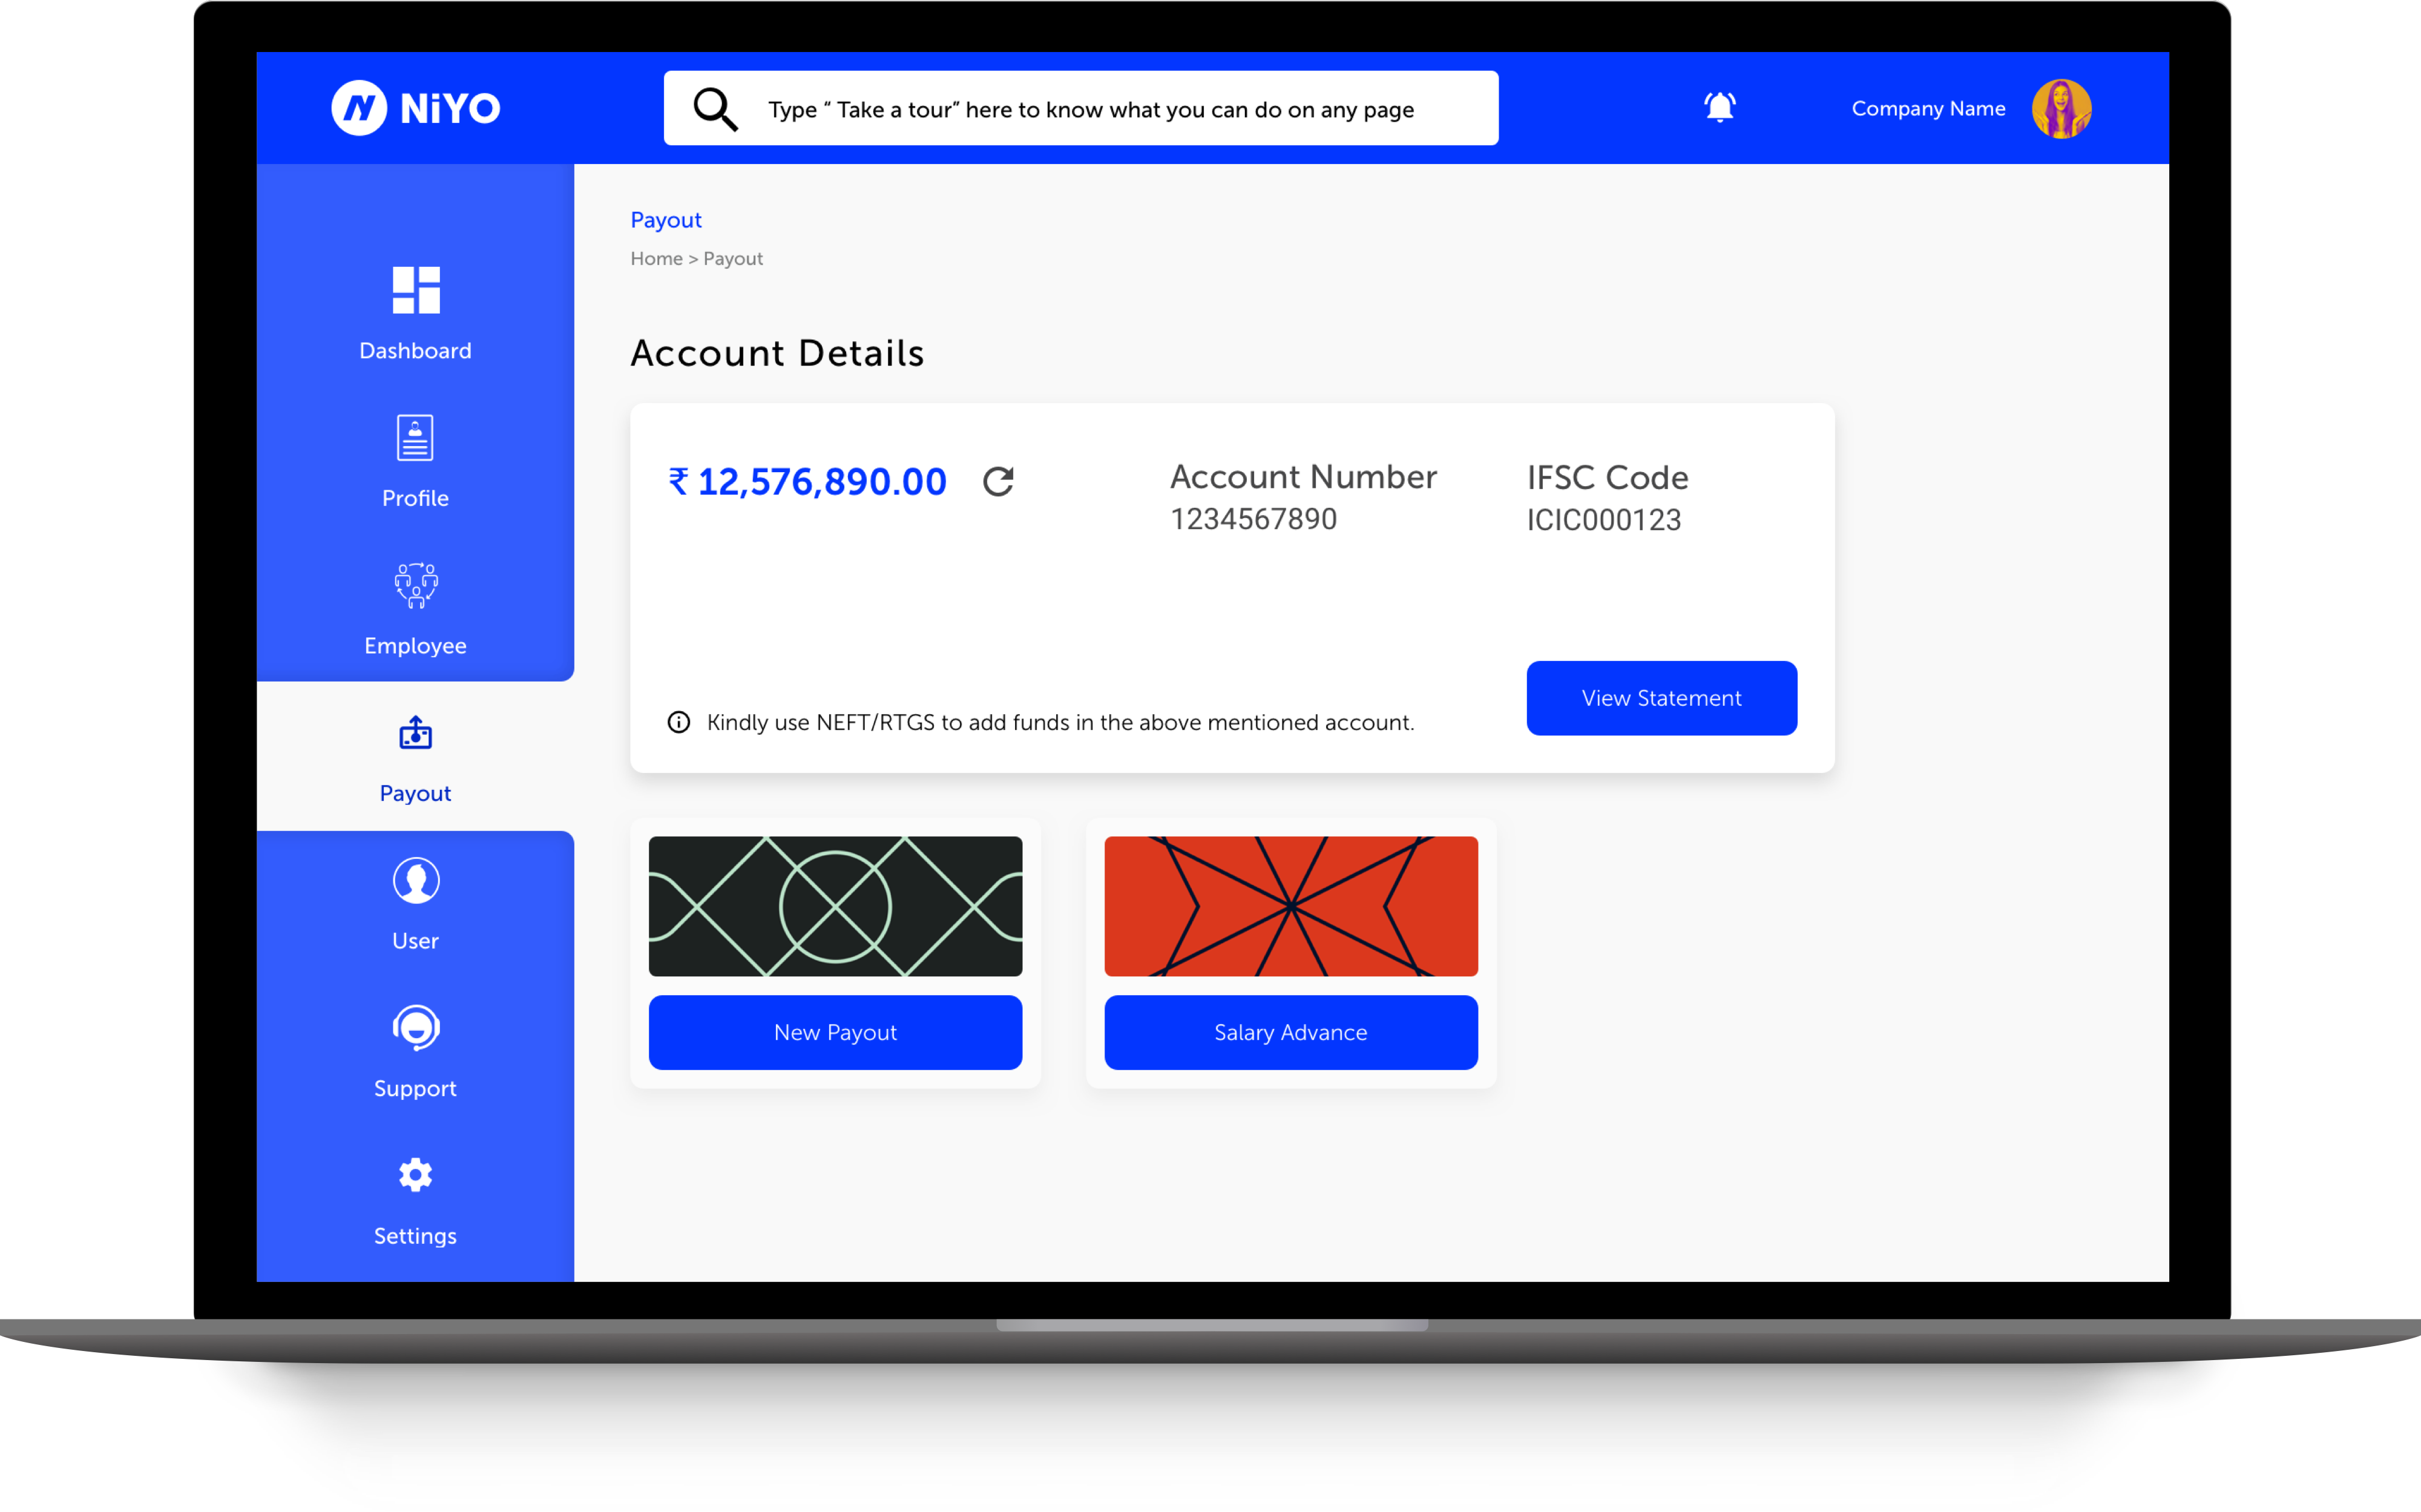 NiYO
Type “ Take a tour” here to know what you can do on any page
Company Name
Dashboard
Profile
Employee
Payout
User
Support
Settings
Payout
Home > Payout
Account Details
₹ 12,576,890.00
Account Number
1234567890
IFSC Code
ICIC000123
Kindly use NEFT/RTGS to add funds in the above mentioned account.
View Statement
New Payout
Salary Advance